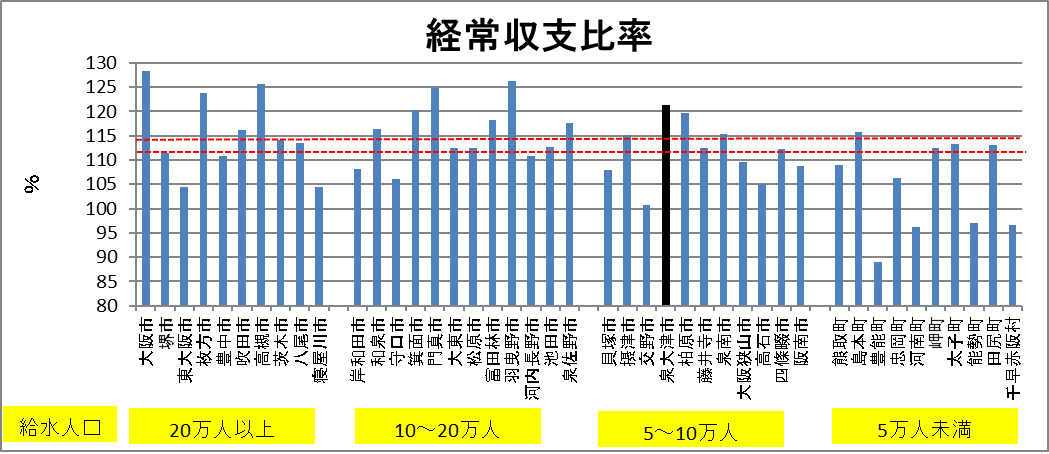 経常収支比率
130
125
120
115
110
105
100
95
90
85
80
%
大阪市
堺市
東大阪市
枚方市
豊中市
吹田市
高槻市
茨木市
八尾市
寝屋川市
岸和田市
和泉市
守口市
箕面市
門真市
大東市
松原市
富田林市
羽曳野市
河内長野市
池田市
泉佐野市
貝塚市
摂津市
交野市
泉大津市
柏原市
藤井寺市
泉南市
大阪狭山市
高石市
四條畷市
阪南市
熊取町
島本町
豊能町
忠岡町
河南町
岬町
太子町
能勢町
田尻町
千早赤阪村
給水人口
20万人以上
10～20万人
5～10万人
5万人未満